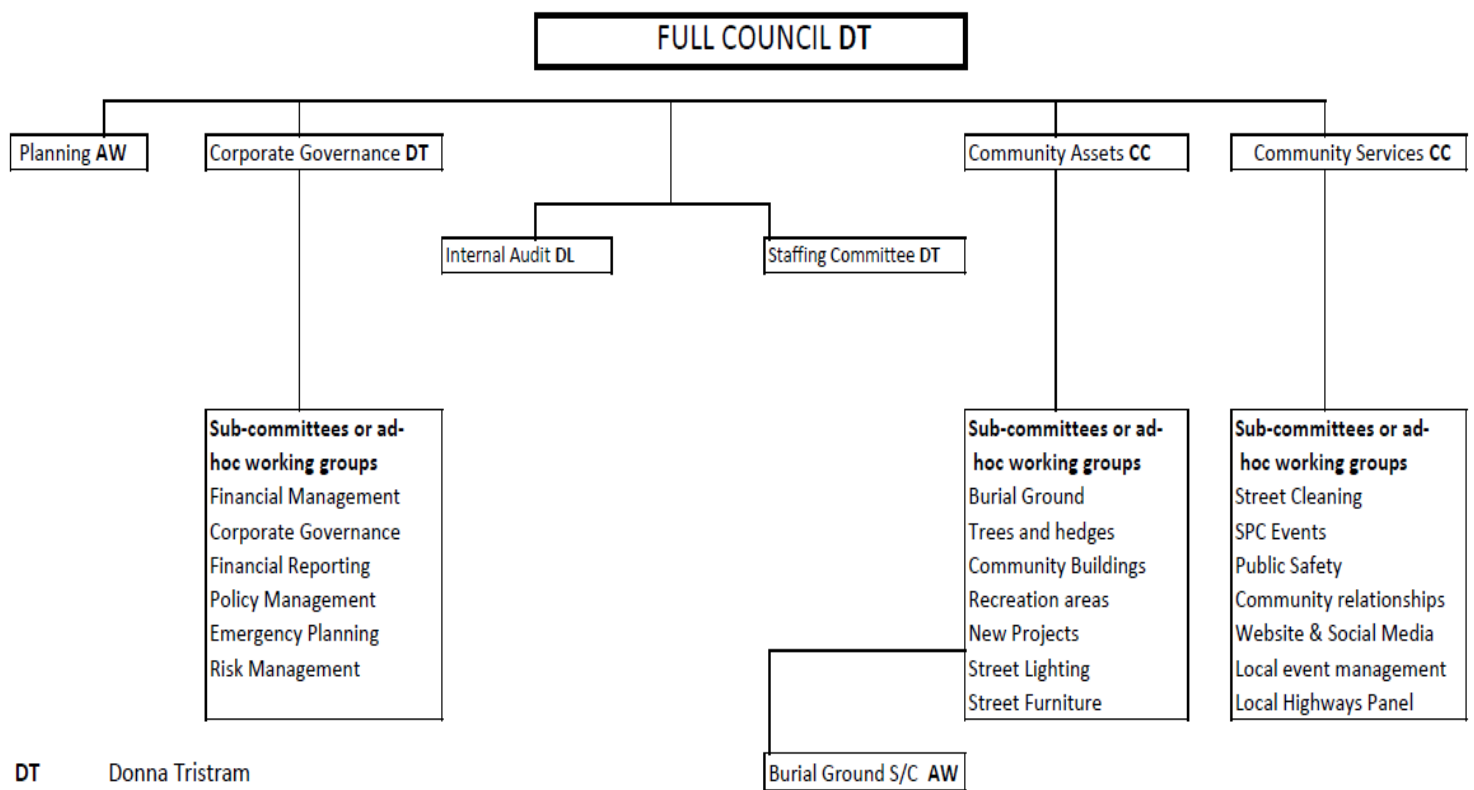 FULL COUNCIL DT
Planning AW
Corporate Governance DT
Community Assets CC
Community Services CC
Internal Audit DL
Staffing Committee DT
Sub-committees or ad-
hoc working groups
Financial Management
Corporate Governance
Financial Reporting
Policy Management
Emergency Planning
Risk Management
Sub-committees or ad-
hoc working groups
Burial Ground
Trees and hedges
Community Buildings
Recreation areas
New Projects
Street Lighting
Street Furniture
Sub-committees or ad-
hoc working groups
Street Cleaning
SPC Events
Public Safety
Community relationships
Website & Social Media
Local event management
Local Highways Panel
Burial Ground S/C AW
DT Donna Tristram